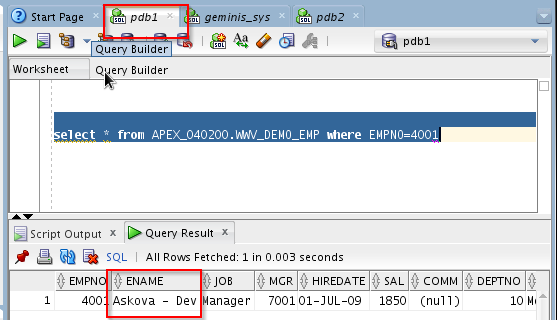 Start Page pdb1 × geminis_sys × pdb2 ×
pdb1
Query Builder
Worksheet Query Builder
select * from APEX_040200.WWV_DEMO_EMP where EMPNO=4001
Script Output × Query Result ×
SQL | All Rows Fetched: 1 in 0.003 seconds
EMPNO ENAME JOB MGR HIREDATE SAL COMM DEPTNO
1 4001 Askova - Dev Manager 7001 01-JUL-09 1850 (null) 10